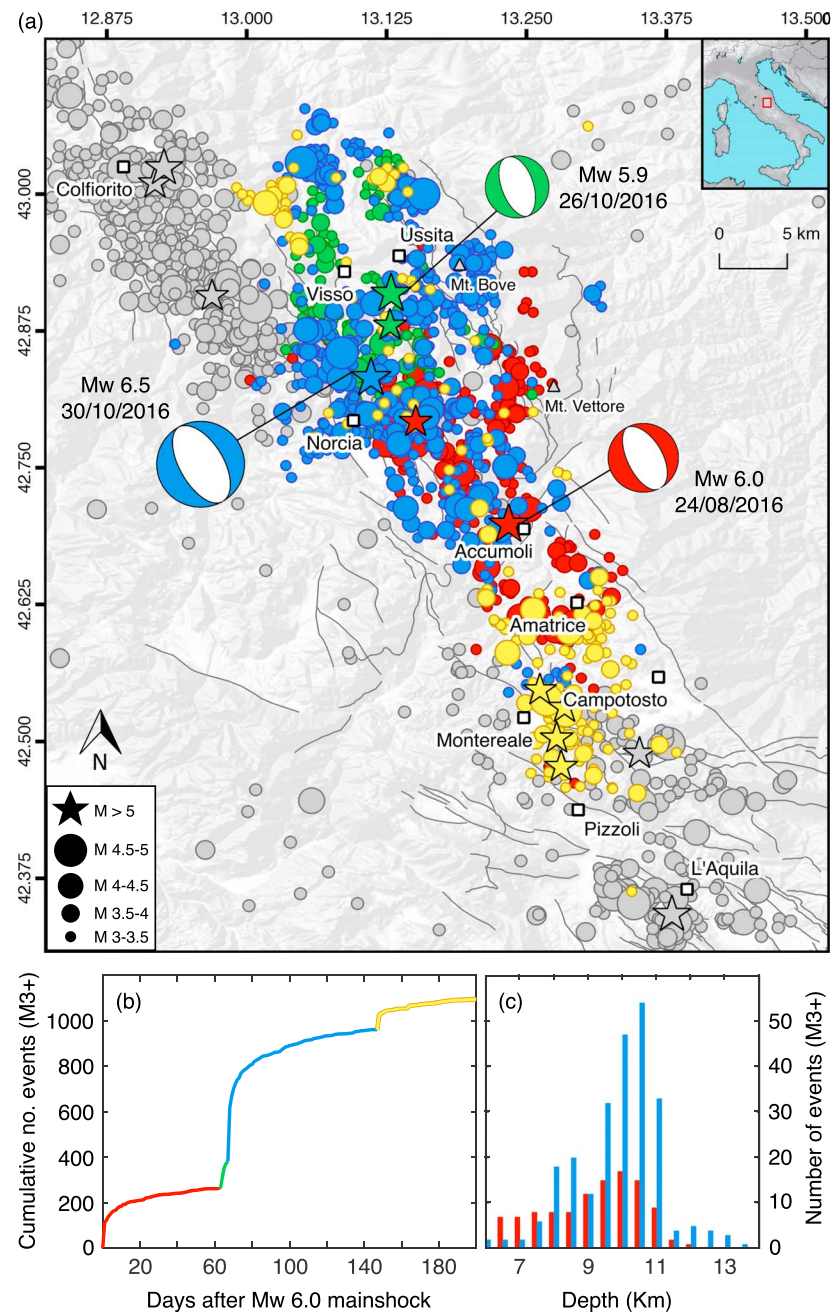 (a)
12.875 13.000 13.125 13.250 13.375 13.500
43.000
42.875
42.750
42.625
42.500
42.375
Colfiorito
Mw 5.9
26/10/2016
0 5 km
Ussita
Visso
Mt. Bove
Mw 6.5
30/10/2016
Mt. Vettore
Norcia
Mw 6.0
24/08/2016
Accumoli
Amatrice
Campotosto
Montereale
N
Pizzoli
L'Aquila
M > 5
M 4.5-5
M 4-4.5
M 3.5-4
M 3-3.5
(b)
Cumulative no. events (M3+)
1000
800
600
400
200
0
20 60 100 140 180
Days after Mw 6.0 mainshock
(c)
50
40
30
20
10
0
Number of events (M3+)
7 9 11 13
Depth (Km)